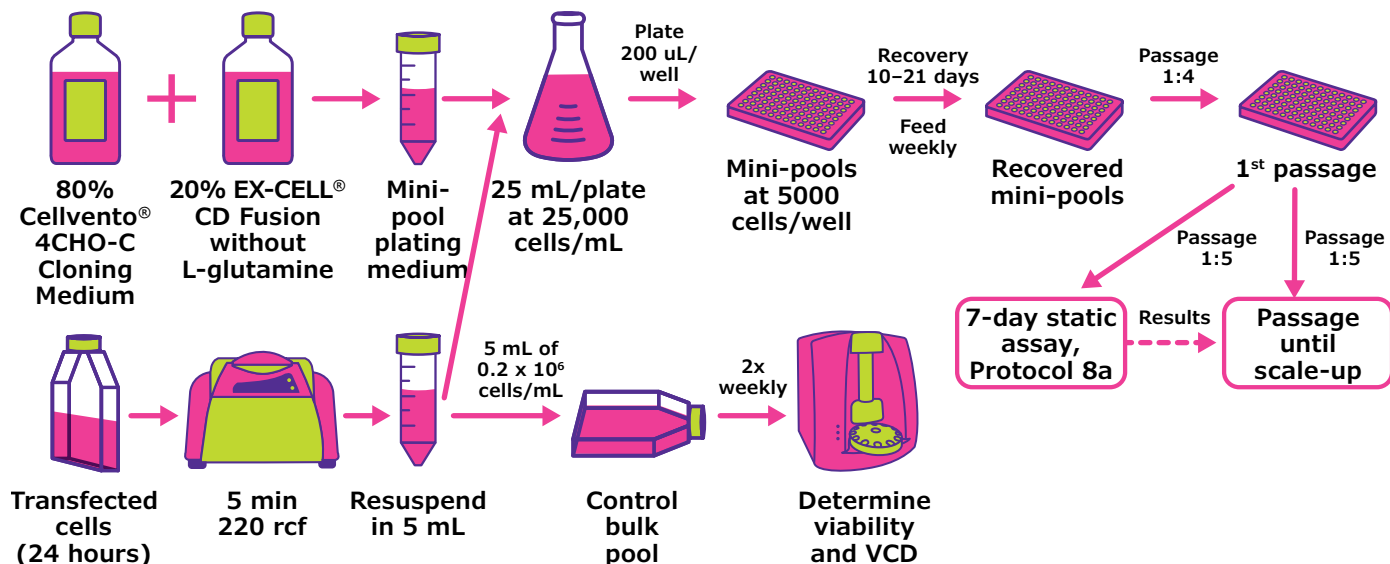 80%
Cellvento®
4CHO-C
Cloning
Medium
20% EX-CELL®
CD Fusion
without
L-glutamine
Mini-
pool
plating
medium
25 mL/plate
at 25,000
cells/mL
Plate
200 uL/
well
Mini-pools
at 5000
cells/well
Recovery
10–21 days
Feed
weekly
Recovered
mini-pools
Passage
1:4
1st passage
Passage
1:5
Passage
1:5
7-day static
assay,
Protocol 8a
Results
Passage
until
scale-up
Transfected
cells
(24 hours)
5 min
220 rcf
Resuspend
in 5 mL
5 mL of
0.2 x 10⁶
cells/mL
Control
bulk
pool
2x
weekly
Determine
viability
and VCD